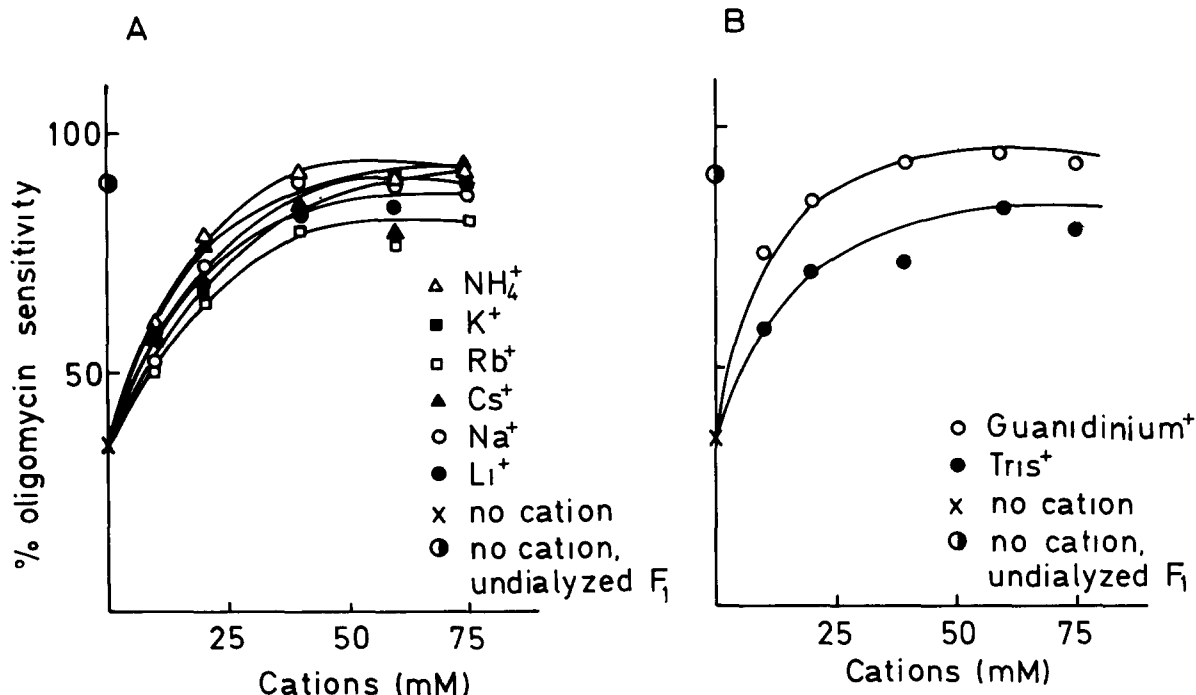 A
% oligomycin sensitivity
100
50
NH₄⁺
K⁺
Rb⁺
Cs⁺
Na⁺
Li⁺
no cation
no cation,
undialyzed F₁
25 50 75
Cations (mM)
B
Guanidinium⁺
Tris⁺
no cation
no cation,
undialyzed F₁
25 50 75
Cations (mM)